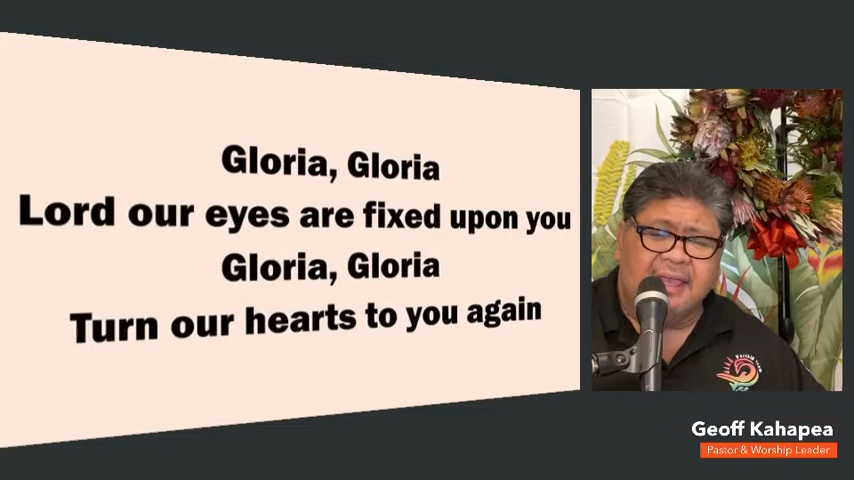 Gloria, Gloria
Lord our eyes are fixed upon you
Gloria, Gloria
Turn our hearts to you again
Geoff Kahapea
Pastor & Worship Leader